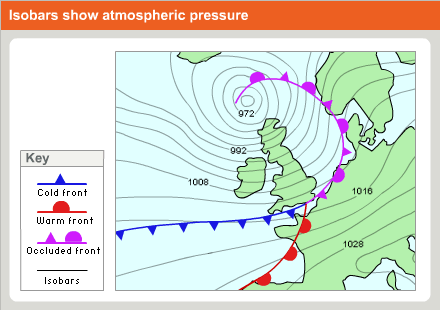 Isobars show atmospheric pressure
972
992
1008
1016
1028
Key
Cold front
Warm front
Occluded front
Isobars